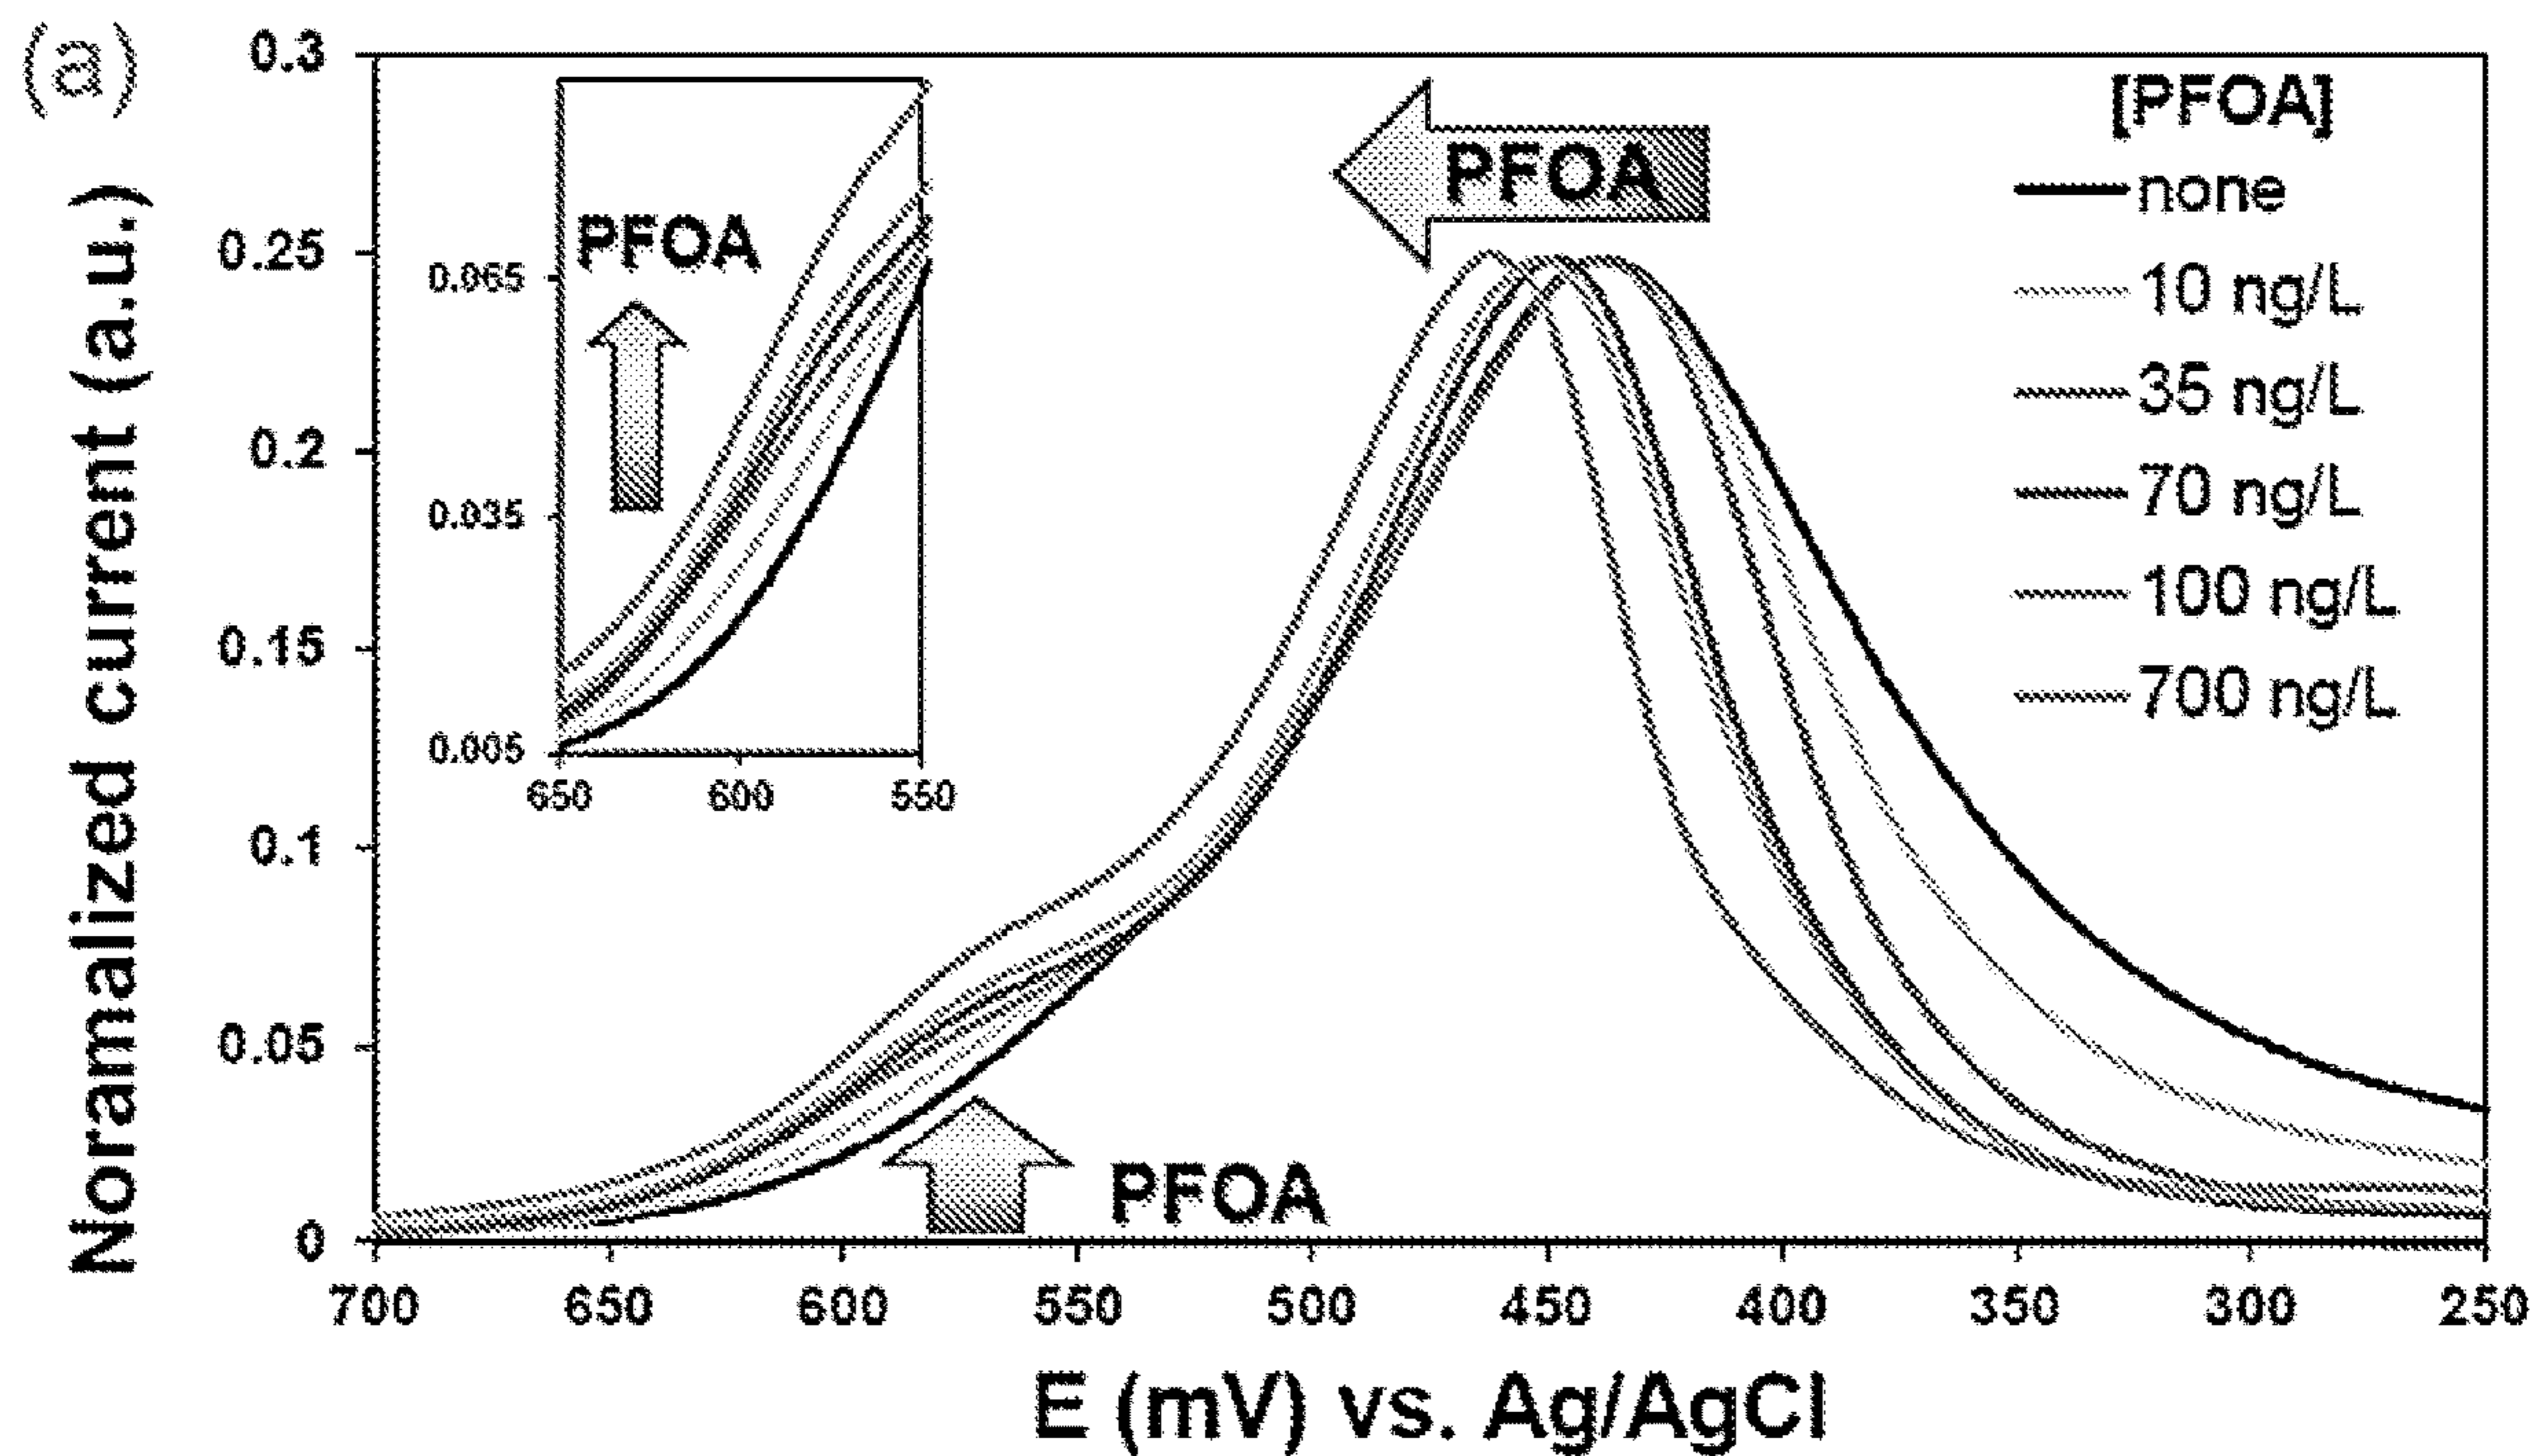 (a)
Noramalized current (a.u.)
0.3
0.25
0.2
0.15
0.1
0.05
0
PFOA
0.065
0.035
0.005
650 600 550
PFOA
[PFOA]
none
10 ng/L
35 ng/L
70 ng/L
100 ng/L
700 ng/L
PFOA
700 650 600 550 500 450 400 350 300 250
E (mV) vs. Ag/AgCl